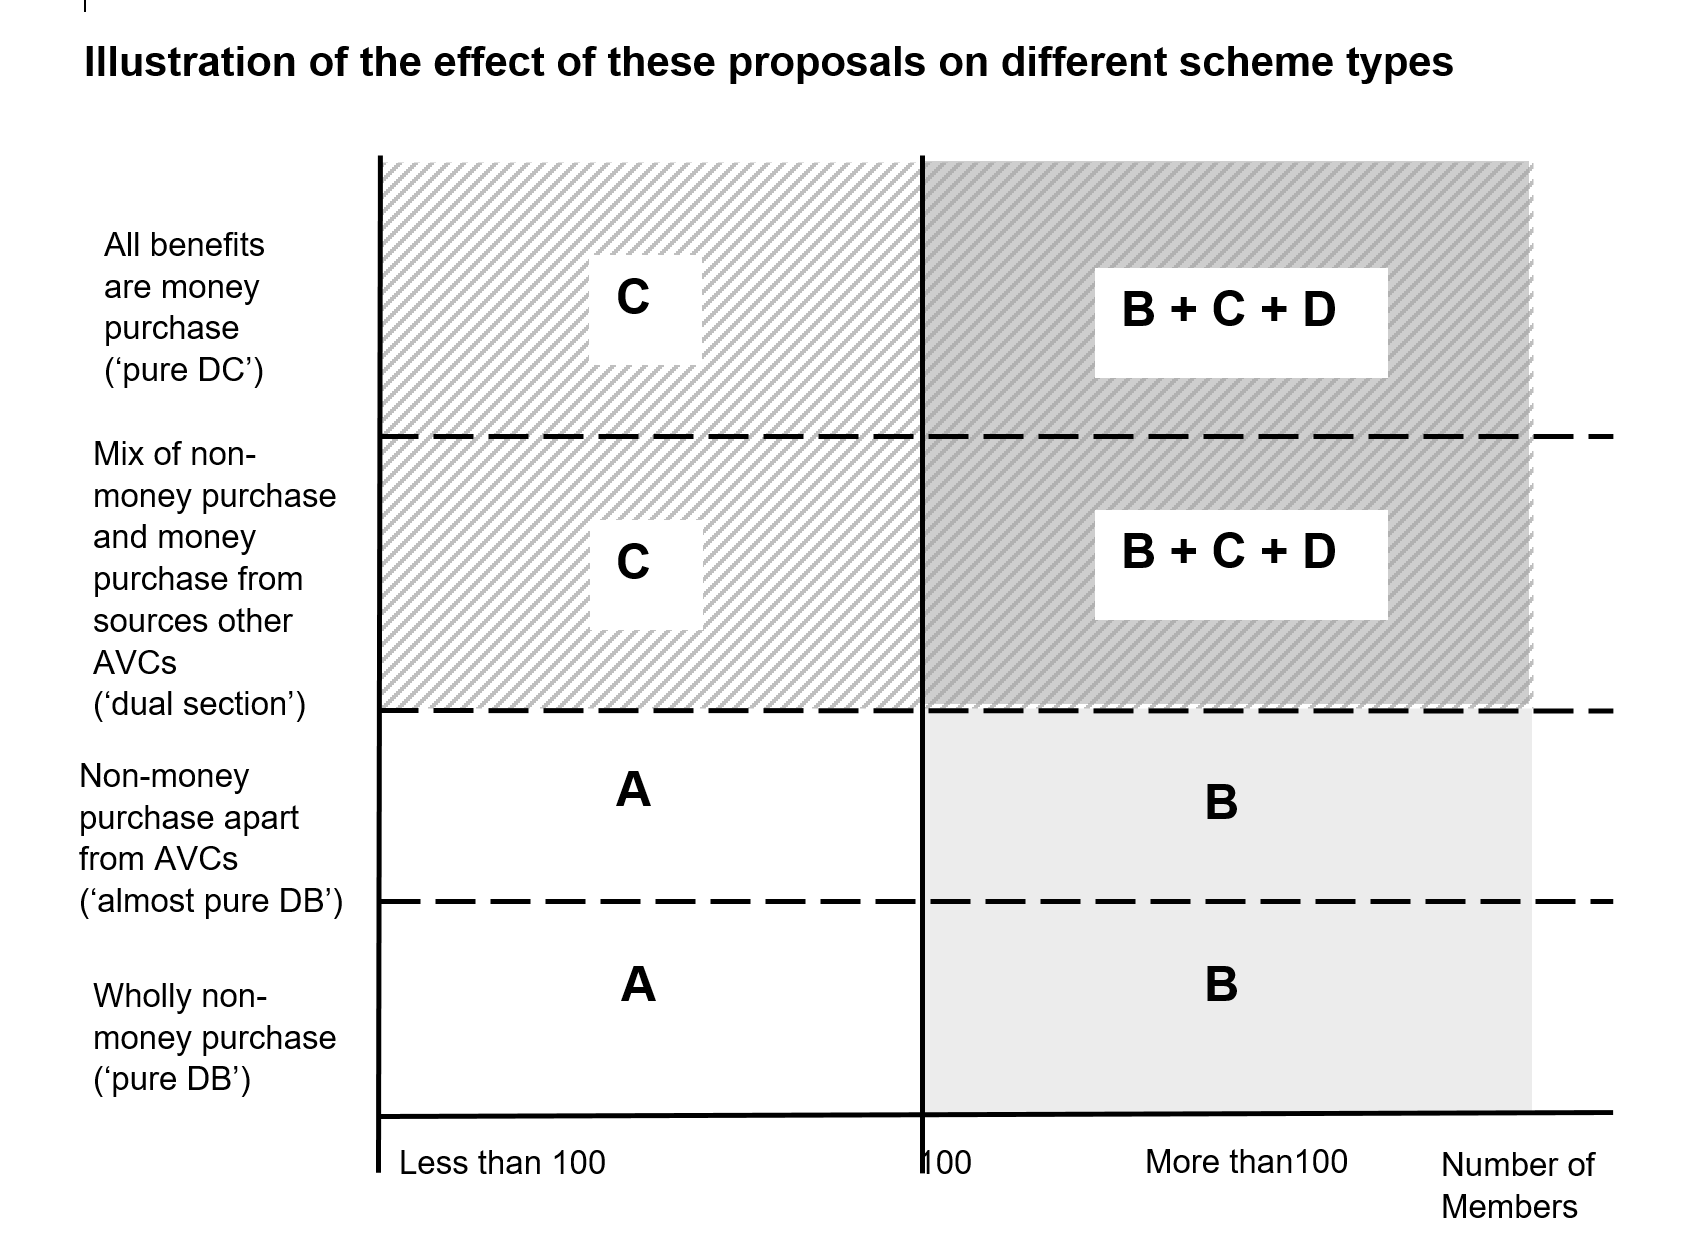 Illustration of the effect of these proposals on different scheme types
All benefits
are money
purchase
(‘pure DC’)
C
B + C + D
Mix of non-
money purchase
and money
purchase from
sources other
AVCs
(‘dual section’)
C
B + C + D
Non-money
purchase apart
from AVCs
(‘almost pure DB’)
A
B
Wholly non-
money purchase
(‘pure DB’)
A
B
Less than 100
100
More than100
Number of
Members